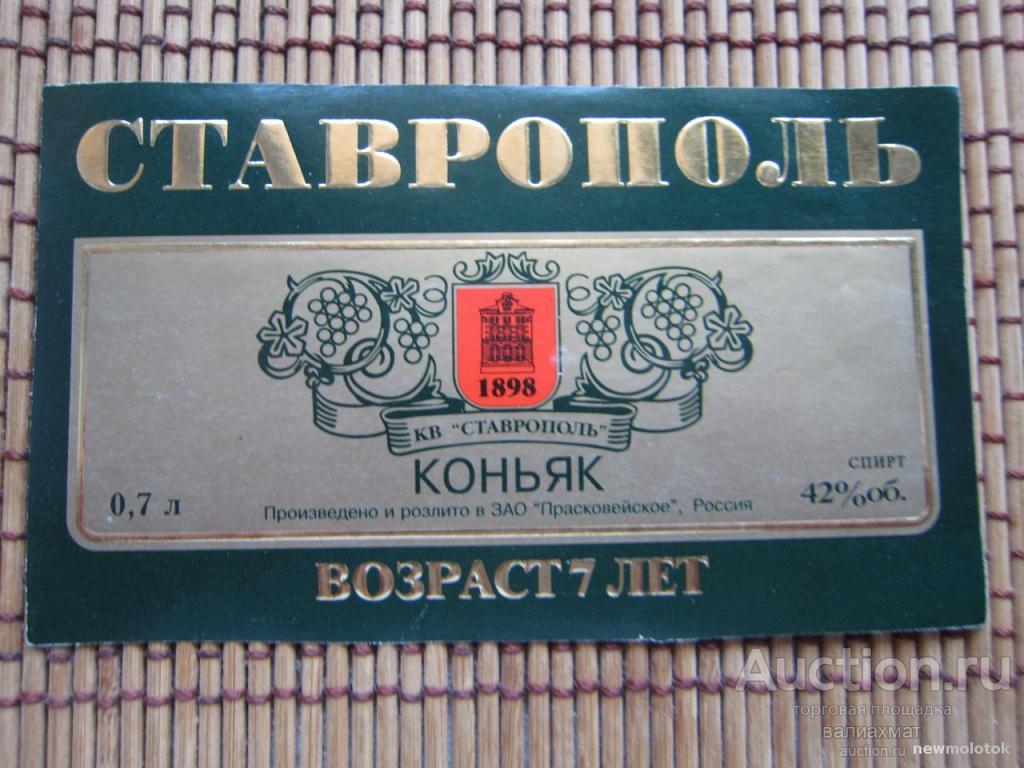 СТАВРОПОЛЬ
1898
КВ "СТАВРОПОЛЬ"
КОНЬЯК
СПИРТ
0,7 л
42%об.
Произведено и розлито в ЗАО "Прасковейское", Россия
ВОЗРАСТ 7 ЛЕТ
Auction.ru
торговая площадка
валиахмат
auction.ru newmolotok